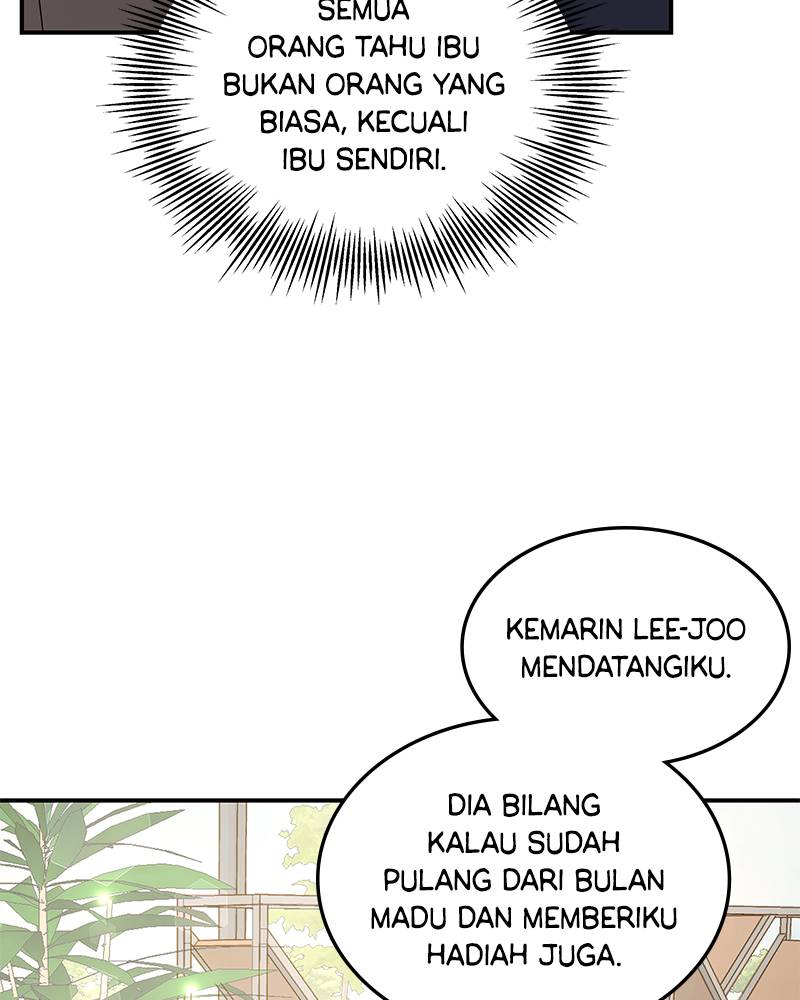 SEMUA
ORANG TAHU IBU
BUKAN ORANG YANG
BIASA, KECUALI
IBU SENDIRI.
KEMARIN LEE-JOO
MENDATANGIKU.
DIA BILANG
KALAU SUDAH
PULANG DARI BULAN
MADU DAN MEMBERIKU
HADIAH JUGA.